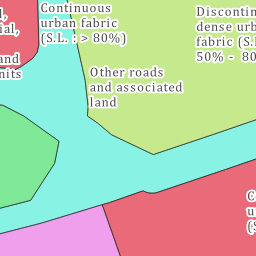 Continuous
urban fabric
(S.L. : > 80%)
Other roads
and associated
land
Discontin
dense urb
fabric (S.
50% - 80
l,
ial,
and
nits
C
u
(S